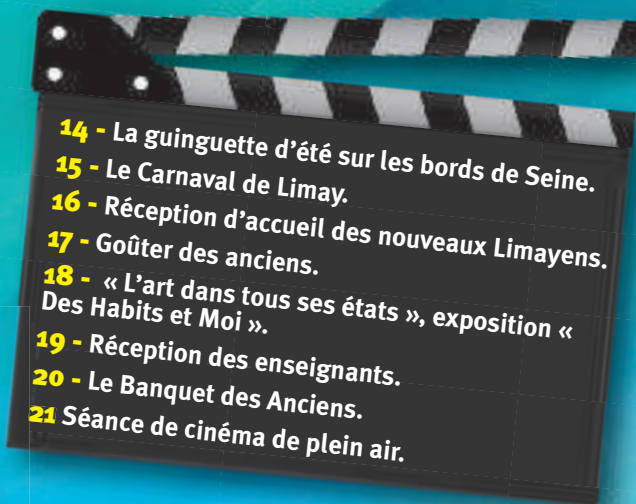 14 - La guinguette d'été sur les bords de Seine.
15 - Le Carnaval de Limay.
16 - Réception d'accueil des nouveaux Limayens.
17 - Goûter des anciens.
18 - « L'art dans tous ses états », exposition «
Des Habits et Moi ».
19 - Réception des enseignants.
20 - Le Banquet des Anciens.
21 Séance de cinéma de plein air.